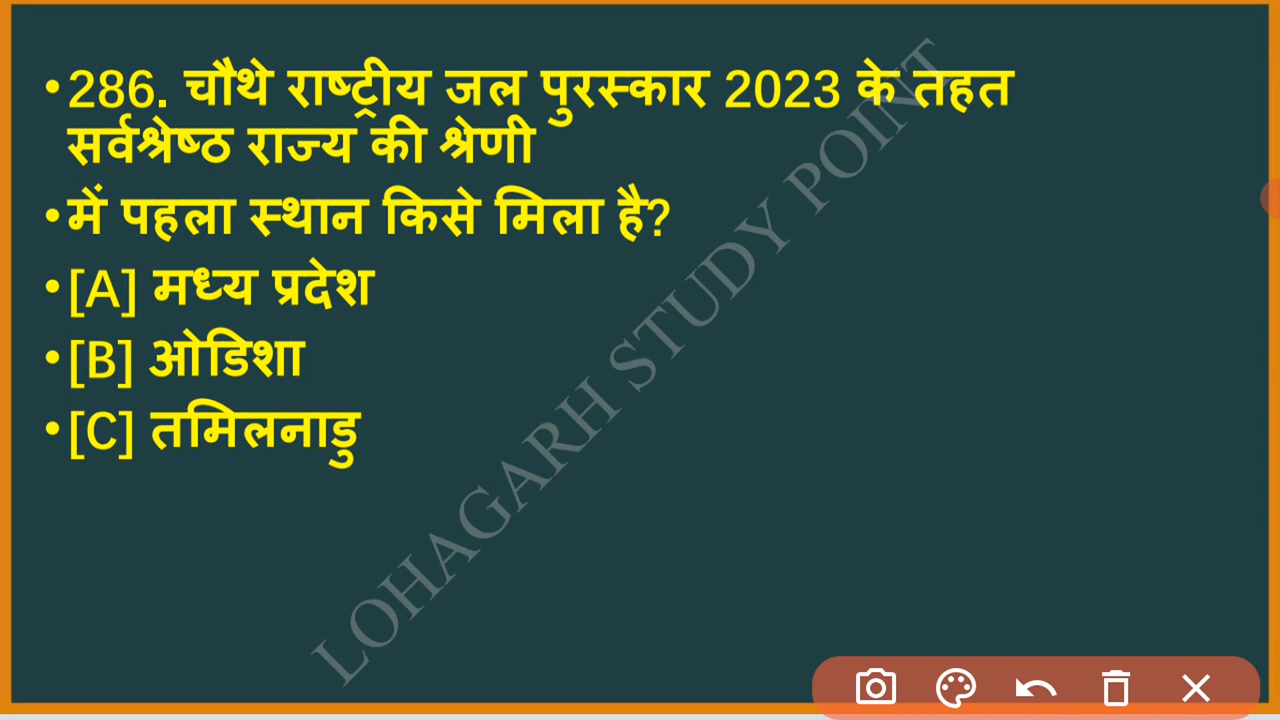 •286. चौथे राष्ट्रीय जल पुरस्कार 2023 के तहत
सर्वश्रेष्ठ राज्य की श्रेणी
•में पहला स्थान किसे मिला है?
•[A] मध्य प्रदेश
•[B] ओडिशा
•[C] तमिलनाडु
LOHAGARH STUDY POINT